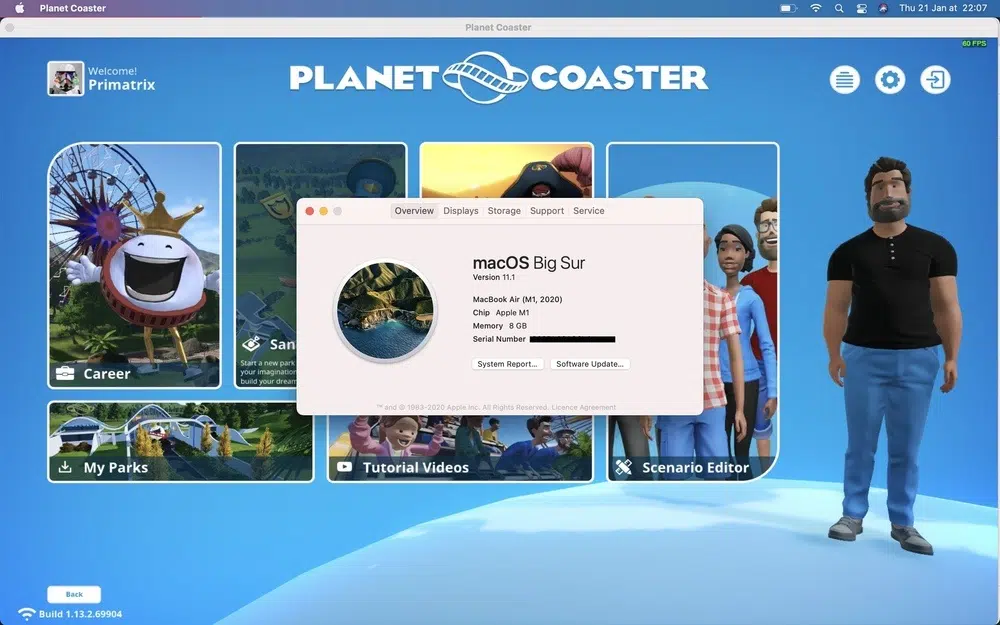 Planet Coaster
Thu 21 Jan at 22:07
Planet Coaster
60 FPS
Welcome!
Primatrix
PLANET COASTER
Overview Displays Storage Support Service
macOS Big Sur
Version 11.1
MacBook Air (M1, 2020)
Chip Apple M1
Memory 8 GB
Serial Number
System Report... Software Update...
™ and © 1983-2020 Apple Inc. All Rights Reserved. Licence Agreement
San
Start a new park
your imagination
build your dream
Career
My Parks
Tutorial Videos
Scenario Editor
Back
Build 1.13.2.69904